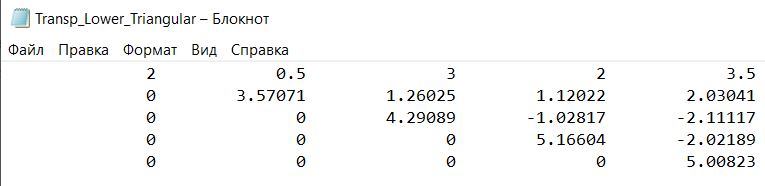 Transp_Lower_Triangular – Блокнот
Файл Правка Формат Вид Справка
2 0.5 3 2 3.5
0 3.57071 1.26025 1.12022 2.03041
0 0 4.29089 -1.02817 -2.11117
0 0 0 5.16604 -2.02189
0 0 0 0 5.00823